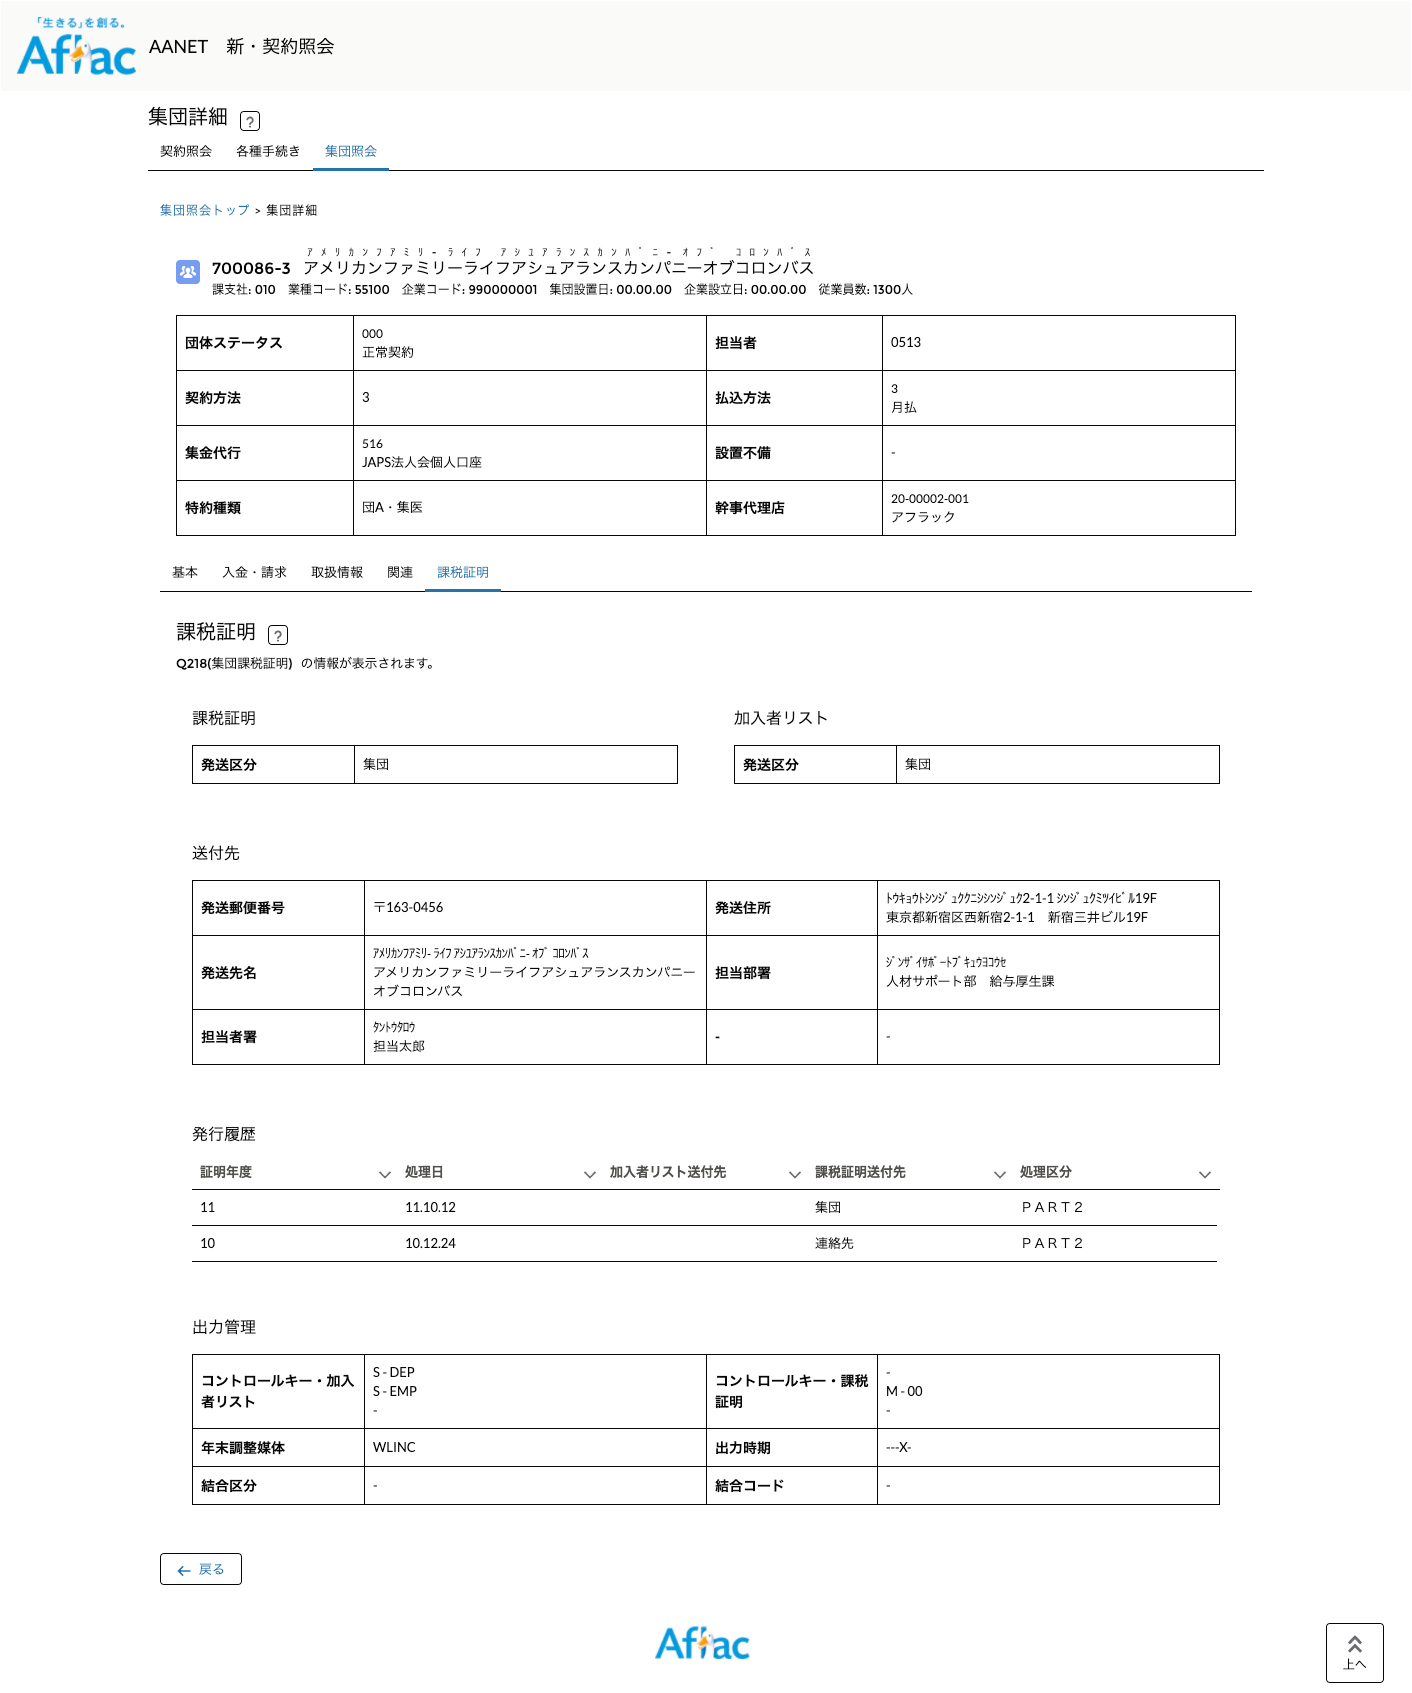 「生きる」を創る。
Aflac
AANET　新・契約照会
集団詳細 ?
契約照会 各種手続き 集団照会
集団照会トップ > 集団詳細
ｱﾒﾘｶﾝﾌｱﾐﾘｰ ﾗｲﾌ ｱｼﾕｱﾗﾝｽｶﾝﾊﾟﾆｰ ｵﾌﾞ ｺﾛﾝﾊﾞｽ
700086-3 アメリカンファミリーライフアシュアランスカンパニーオブコロンバス
課支社: 010 業種コード: 55100 企業コード: 990000001 集団設置日: 00.00.00 企業設立日: 00.00.00 従業員数: 1300人
団体ステータス 000 正常契約 担当者 0513
契約方法 3 払込方法 3 月払
集金代行 516 JAPS法人会個人口座 設置不備 -
特約種類 団A・集医 幹事代理店 20-00002-001 アフラック
基本 入金・請求 取扱情報 関連 課税証明
課税証明 ?
Q218(集団課税証明) の情報が表示されます。
課税証明 加入者リスト
発送区分 集団 発送区分 集団
送付先
発送郵便番号 〒163-0456 発送住所 ﾄｳｷｮｳﾄｼﾝｼﾞｭｸｸﾆｼｼﾝｼﾞｭｸ2-1-1 ｼﾝｼﾞｭｸﾐﾂｲﾋﾞﾙ19F
東京都新宿区西新宿2-1-1　新宿三井ビル19F
発送先名 ｱﾒﾘｶﾝﾌｱﾐﾘｰ ﾗｲﾌ ｱｼﾕｱﾗﾝｽｶﾝﾊﾟﾆｰ ｵﾌﾞ ｺﾛﾝﾊﾞｽ
アメリカンファミリーライフアシュアランスカンパニー
オブコロンバス
担当部署 ｼﾞﾝｻﾞｲｻﾎﾟｰﾄﾌﾞｷｭｳﾖｺｳｾ
人材サポート部　給与厚生課
担当者署 ﾀﾝﾄｳﾀﾛｳ
担当太郎
- -
発行履歴
証明年度 処理日 加入者リスト送付先 課税証明送付先 処理区分
11 11.10.12 集団 ＰＡＲＴ２
10 10.12.24 連絡先 ＰＡＲＴ２
出力管理
コントロールキー・加入
者リスト
S - DEP
S - EMP
-
コントロールキー・課税
証明
-
M - 00
-
年末調整媒体 WLINC 出力時期 ---X-
結合区分 - 結合コード -
← 戻る
Aflac
上へ